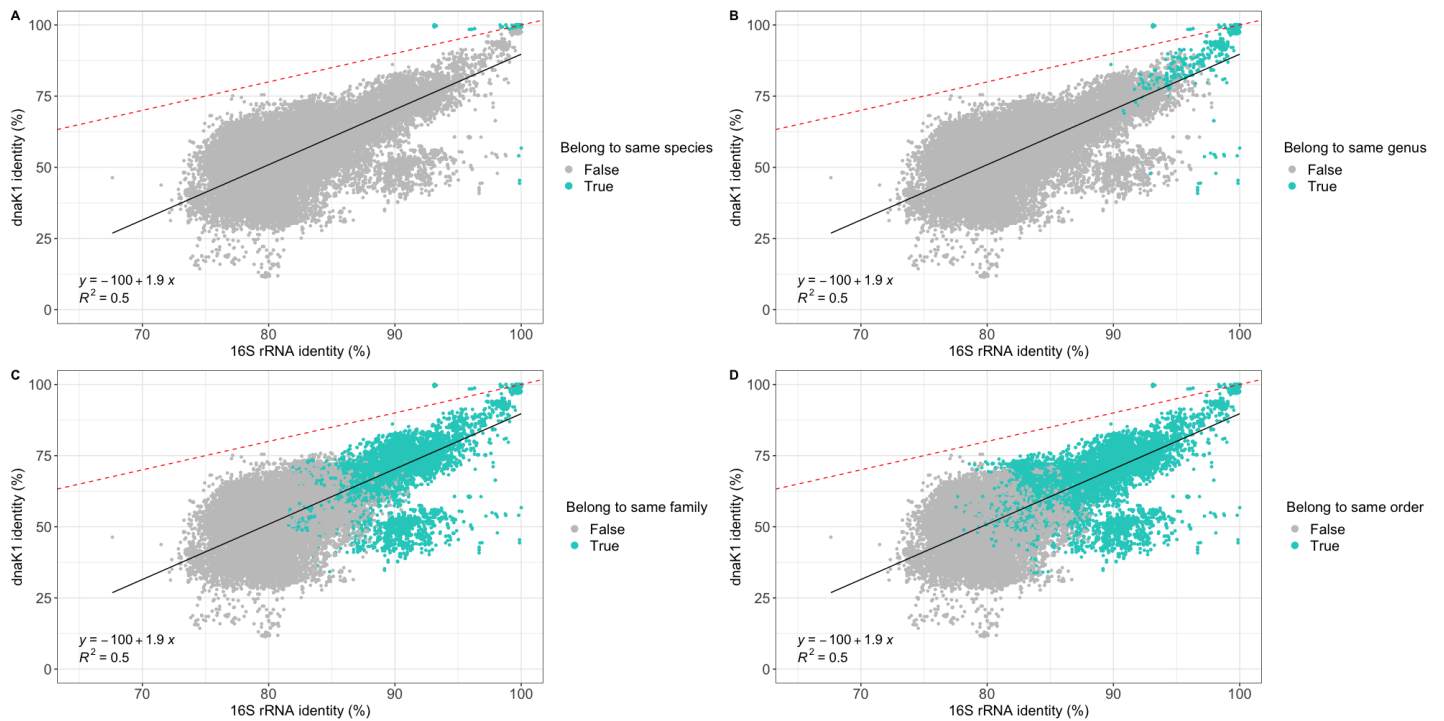 A
100
75
50
25
0
dnaK1 identity (%)
y = − 100 + 1.9 x
R² = 0.5
70
80
90
100
16S rRNA identity (%)
Belong to same species
False
True
B
100
75
50
25
0
dnaK1 identity (%)
y = − 100 + 1.9 x
R² = 0.5
70
80
90
100
16S rRNA identity (%)
Belong to same genus
False
True
C
100
75
50
25
0
dnaK1 identity (%)
y = − 100 + 1.9 x
R² = 0.5
70
80
90
100
16S rRNA identity (%)
Belong to same family
False
True
D
100
75
50
25
0
dnaK1 identity (%)
y = − 100 + 1.9 x
R² = 0.5
70
80
90
100
16S rRNA identity (%)
Belong to same order
False
True